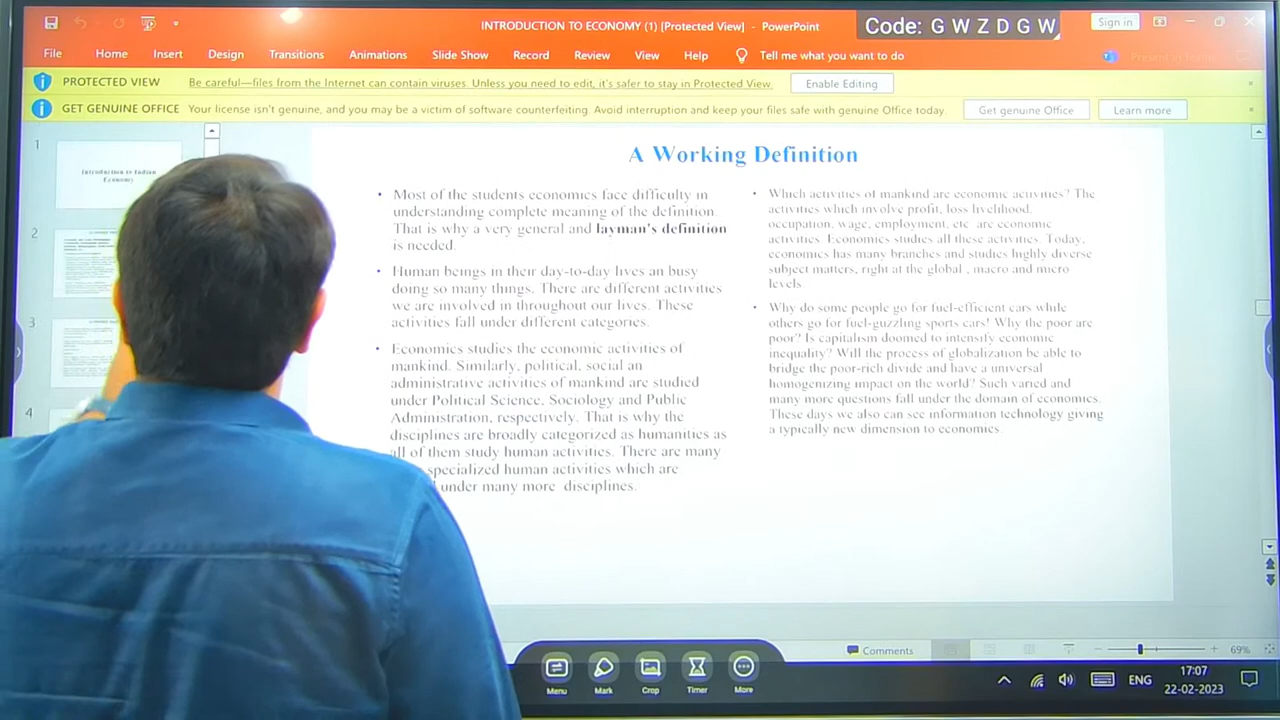 INTRODUCTION TO ECONOMY (1) [Protected View] - PowerPoint
Code: G W Z D G W
Sign in
File Home Insert Design Transitions Animations Slide Show Record Review View Help Tell me what you want to do
PROTECTED VIEW Be careful—files from the Internet can contain viruses. Unless you need to edit, it's safer to stay in Protected View. Enable Editing
GET GENUINE OFFICE Your license isn't genuine, and you may be a victim of software counterfeiting. Avoid interruption and keep your files safe with genuine Office today Get genuine Office Learn more
1
Introduction to Indian
Economy
2
3
4
A Working Definition
• Most of the students economics face difficulty in
understanding complete meaning of the definition.
That is why a very general and layman's definition
is needed.
• Human beings in their day-to-day lives an busy
doing so many things. There are different activities
we are involved in throughout our lives. These
activities fall under different categories.
• Economics studies the economic activities of
mankind. Similarly, political, social an
administrative activities of mankind are studied
under Political Science, Sociology and Public
Administration, respectively. That is why the
disciplines are broadly categorized as humanities as
all of them study human activities. There are many
specialized human activities which are
under many more disciplines.
• Which activities of mankind are economic activities? The
activities which involve profit, loss livelihood,
occupation, wage, employment, etc are economic
activities. Economics studies all these activities. Today,
economics has many branches and studies highly diverse
subject matters, right at the global , macro and micro
levels.
• Why do some people go for fuel-efficient cars while
others go for fuel-guzzling sports cars! Why the poor are
poor? Is capitalism doomed to intensify economic
inequality? Will the process of globalization be able to
bridge the poor-rich divide and have a universal
homogenizing impact on the world? Such varied and
many more questions fall under the domain of economics.
These days we also can see information technology giving
a typically new dimension to economics.
Comments
69%
Menu Mark Crop Timer More
ENG
17:07
22-02-2023